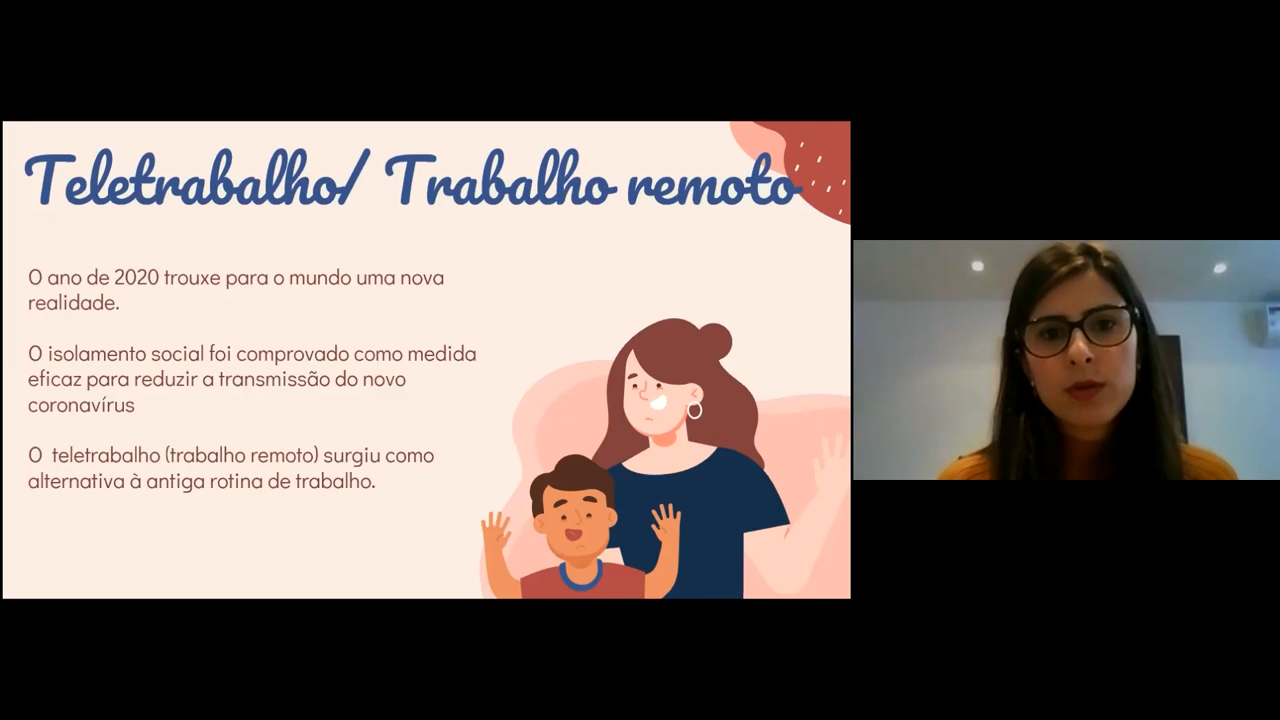 Teletrabalho/ Trabalho remoto
O ano de 2020 trouxe para o mundo uma nova
realidade.
O isolamento social foi comprovado como medida
eficaz para reduzir a transmissão do novo
coronavírus
O  teletrabalho (trabalho remoto) surgiu como
alternativa à antiga rotina de trabalho.